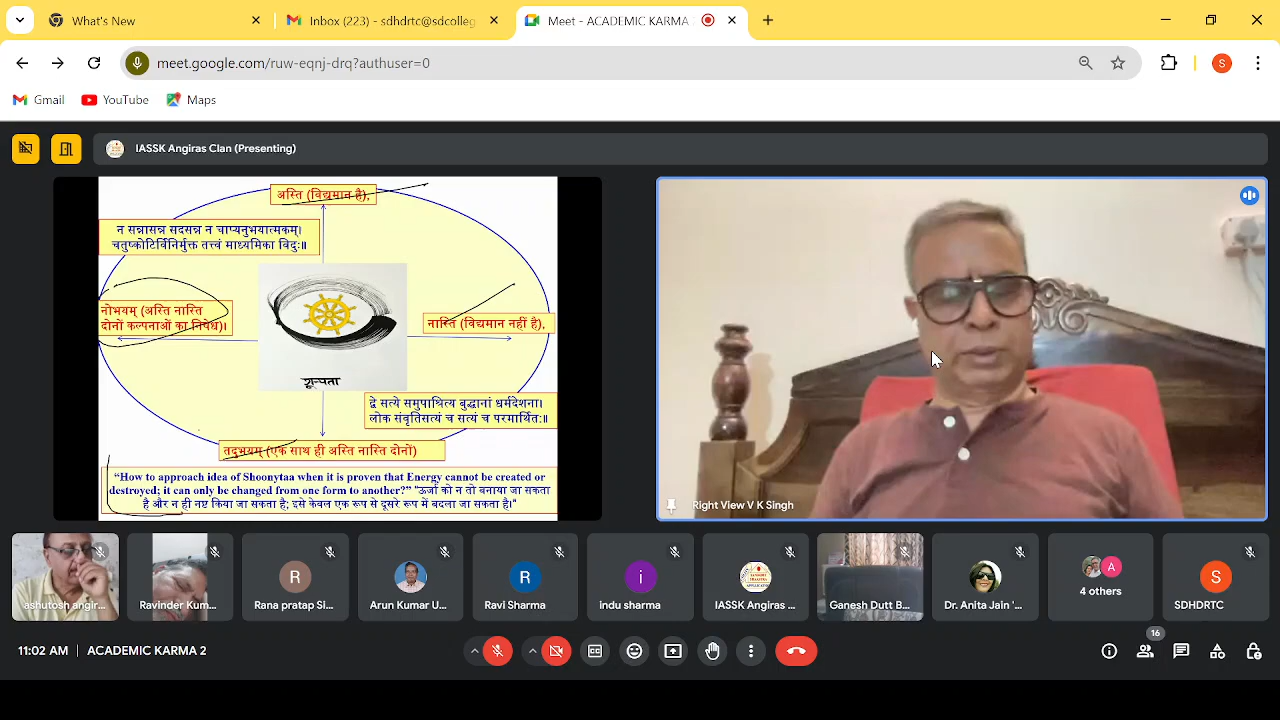 What's New
Inbox (223) - sdhdrtc@sdcolleg
Meet - ACADEMIC KARMA 2
meet.google.com/ruw-eqnj-drq?authuser=0
Gmail
YouTube
Maps
IASSK Angiras Clan (Presenting)
अस्ति (विद्यमान है),
न सन्नासन्न सदसन्न न चाप्यनुभयात्मकम्।
चतुष्कोटिर्विनिर्मुक्त तत्त्वं माध्यमिका विदुः॥
नोभयम् (अस्ति नास्ति
दोनों कल्पनाओं का निषेध)।
नास्ति (विद्यमान नहीं है),
शून्यता
द्वे सत्ये समुपाश्रित्य बुद्धानां धर्मदेशना।
लोक संवृतिसत्यं च सत्यं च परमार्थितः॥
तदुभयम् (एक साथ ही अस्ति नास्ति दोनों)
"How to approach idea of Shoonytaa when it is proven that Energy cannot be created or
destroyed; it can only be changed from one form to another?" "ऊर्जा को न तो बनाया जा सकता
है और न ही नष्ट किया जा सकता है; इसे केवल एक रूप से दूसरे रूप में बदला जा सकता है।"
Right View V K Singh
ashutosh angir...
Ravinder Kum...
Rana pratap Si...
Arun Kumar U...
Ravi Sharma
indu sharma
IASSK Angiras ...
Ganesh Dutt B...
Dr. Anita Jain '...
4 others
SDHDRTC
R
R
i
A
S
S
11:02 AM
ACADEMIC KARMA 2
16